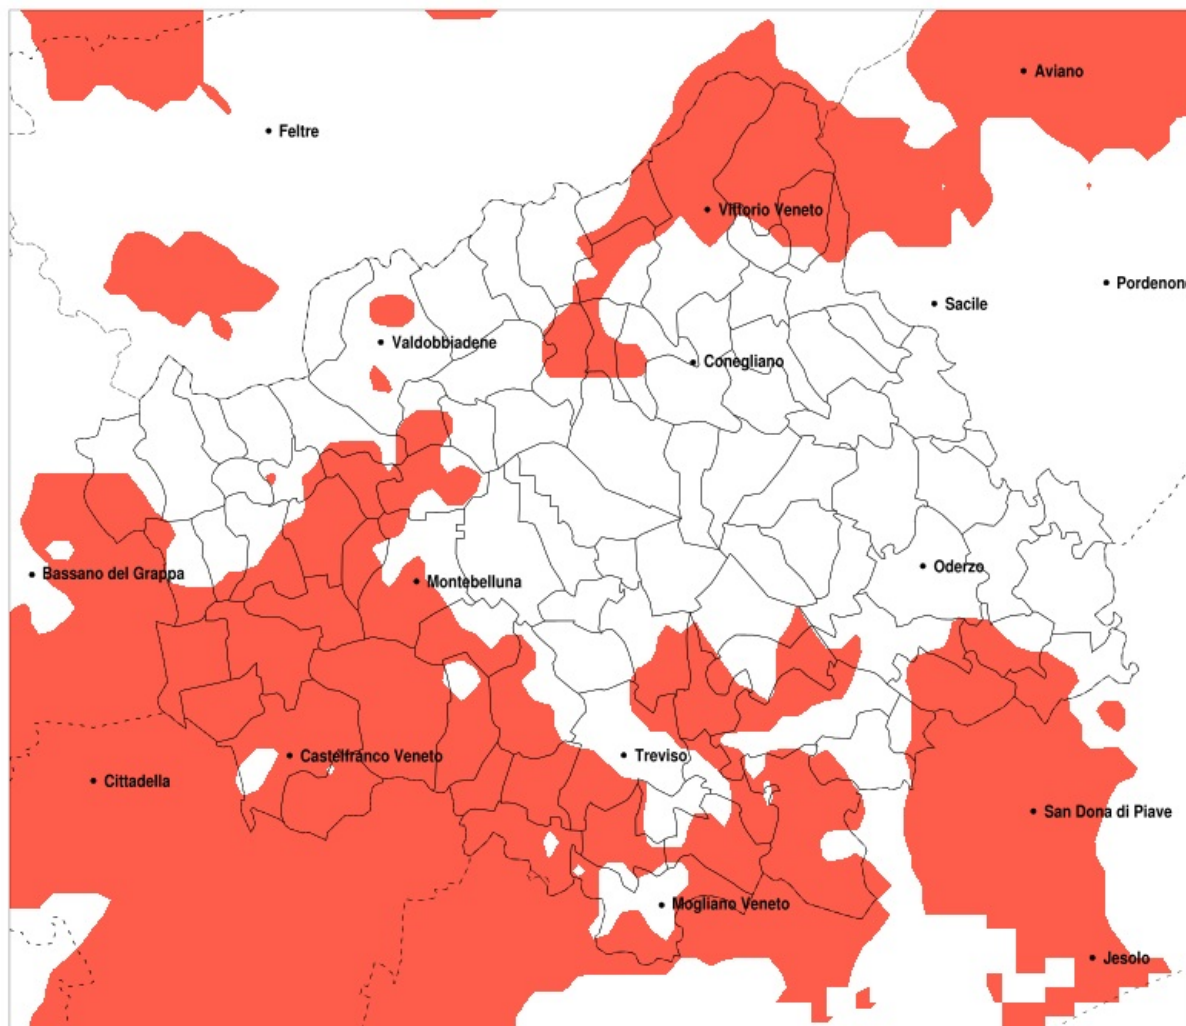 Aviano
Feltre
Vittorio Veneto
Pordenone
Sacile
Valdobbiadene
Conegliano
Oderzo
Bassano del Grappa
Montebelluna
Castelfranco Veneto
Treviso
Cittadella
San Dona di Piave
Mogliano Veneto
Jesolo